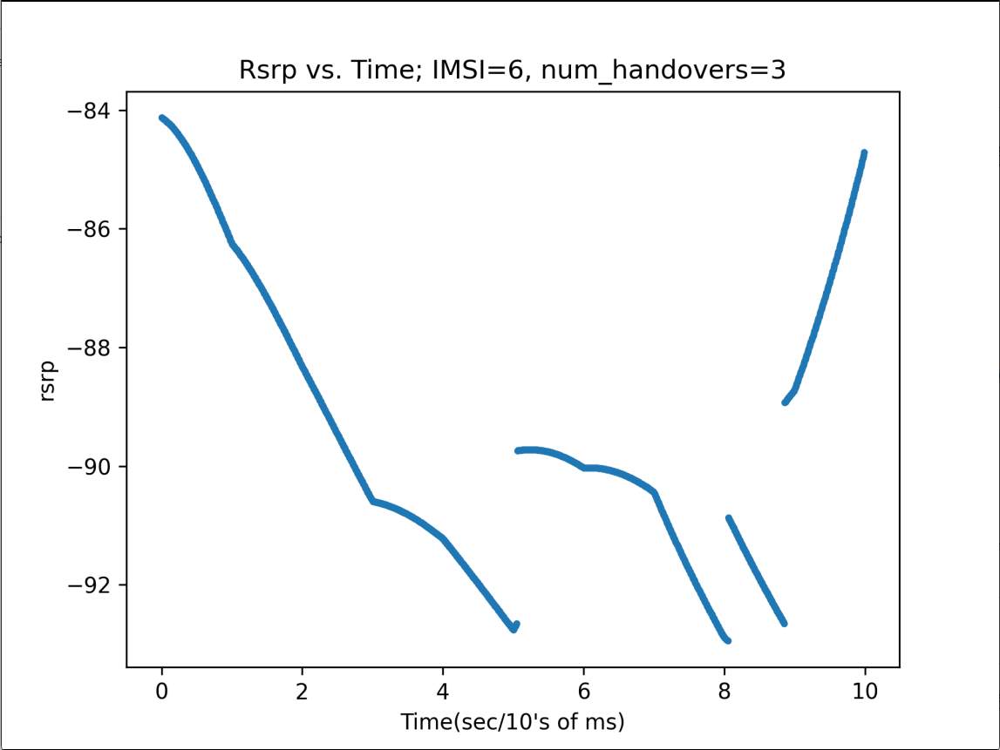 Rsrp vs. Time; IMSI=6, num_handovers=3
−84
−86
−88
−90
−92
rsrp
0 2 4 6 8 10
Time(sec/10's of ms)